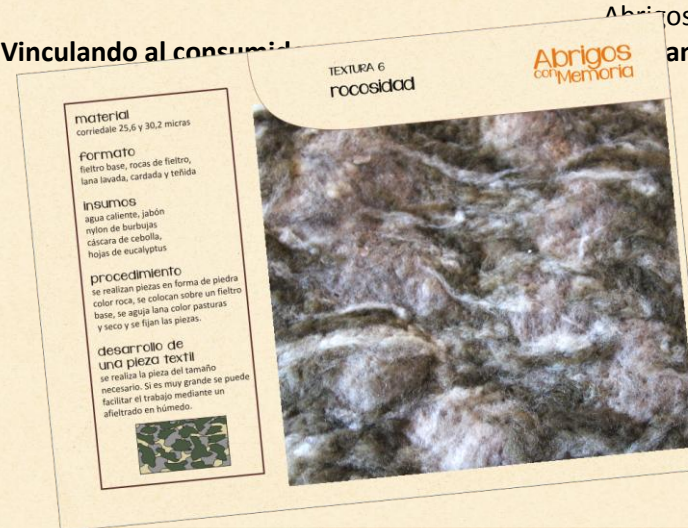 Vinculando al
TEXTURA 6
rocosidad
Abrigos
con Memoria
material
corriedale 25,6 y 30,2 micras
formato
fieltro base, rocas de fieltro,
lana lavada, cardada y teñida
insumos
agua caliente, jabón
nylon de burbujas
cáscara de cebolla,
hojas de eucalyptus
procedimiento
se realizan piezas en forma de piedra
color roca, se colocan sobre un fieltro
base, se aguja lana color pasturas
y seco y se fijan las piezas.
desarrollo de
una pieza textil
se realiza la pieza del tamaño
necesario. Si es muy grande se puede
facilitar el trabajo mediante un
afieltrado en húmedo.